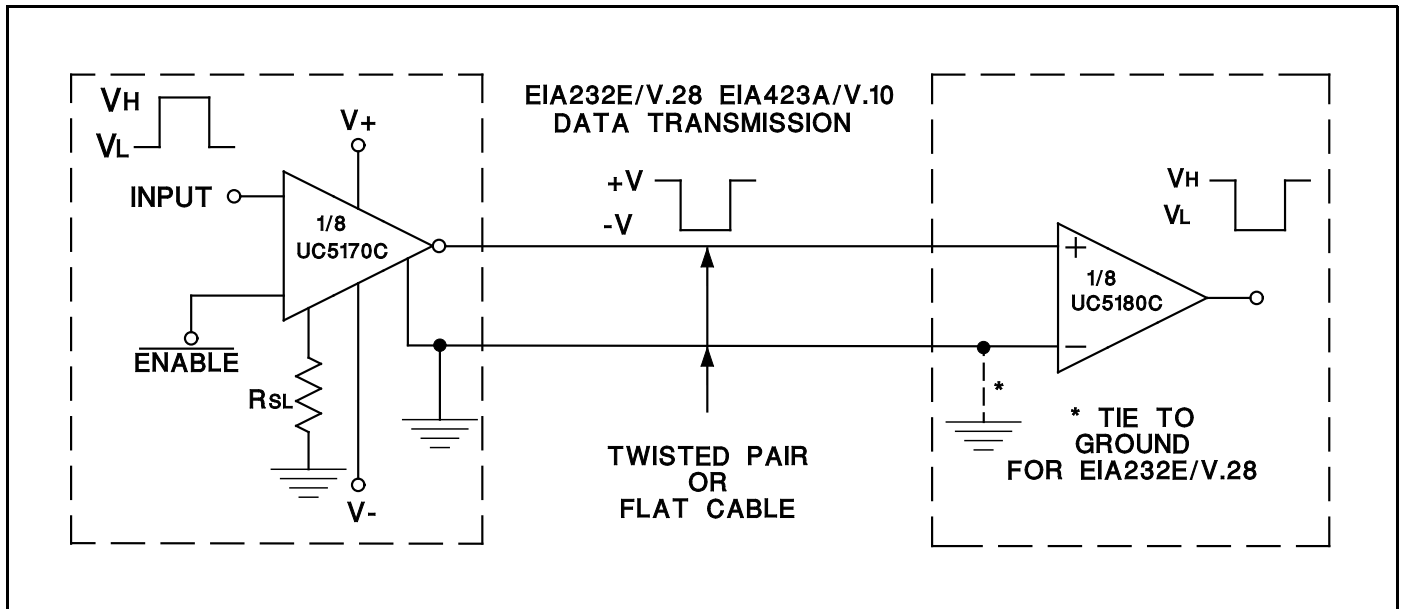 VH
VL
V+
INPUT
1/8
UC5170C
ENABLE
RSL
V-
EIA232E/V.28 EIA423A/V.10
DATA TRANSMISSION
+V
-V
TWISTED PAIR
OR
FLAT CABLE
VH
VL
+
1/8
UC5180C
−
*
* TIE TO
GROUND
FOR EIA232E/V.28